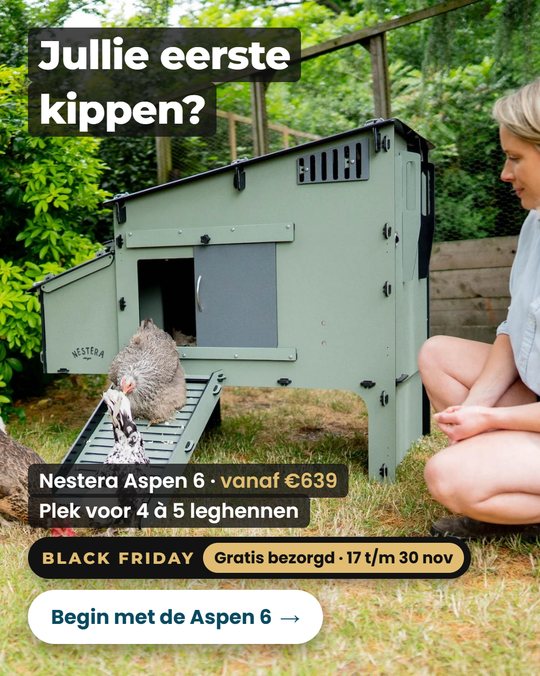 Jullie eerste
kippen?
NESTERA
Nestera Aspen 6 · vanaf €639
Plek voor 4 à 5 leghennen
BLACK FRIDAY Gratis bezorgd · 17 t/m 30 nov
Begin met de Aspen 6 →